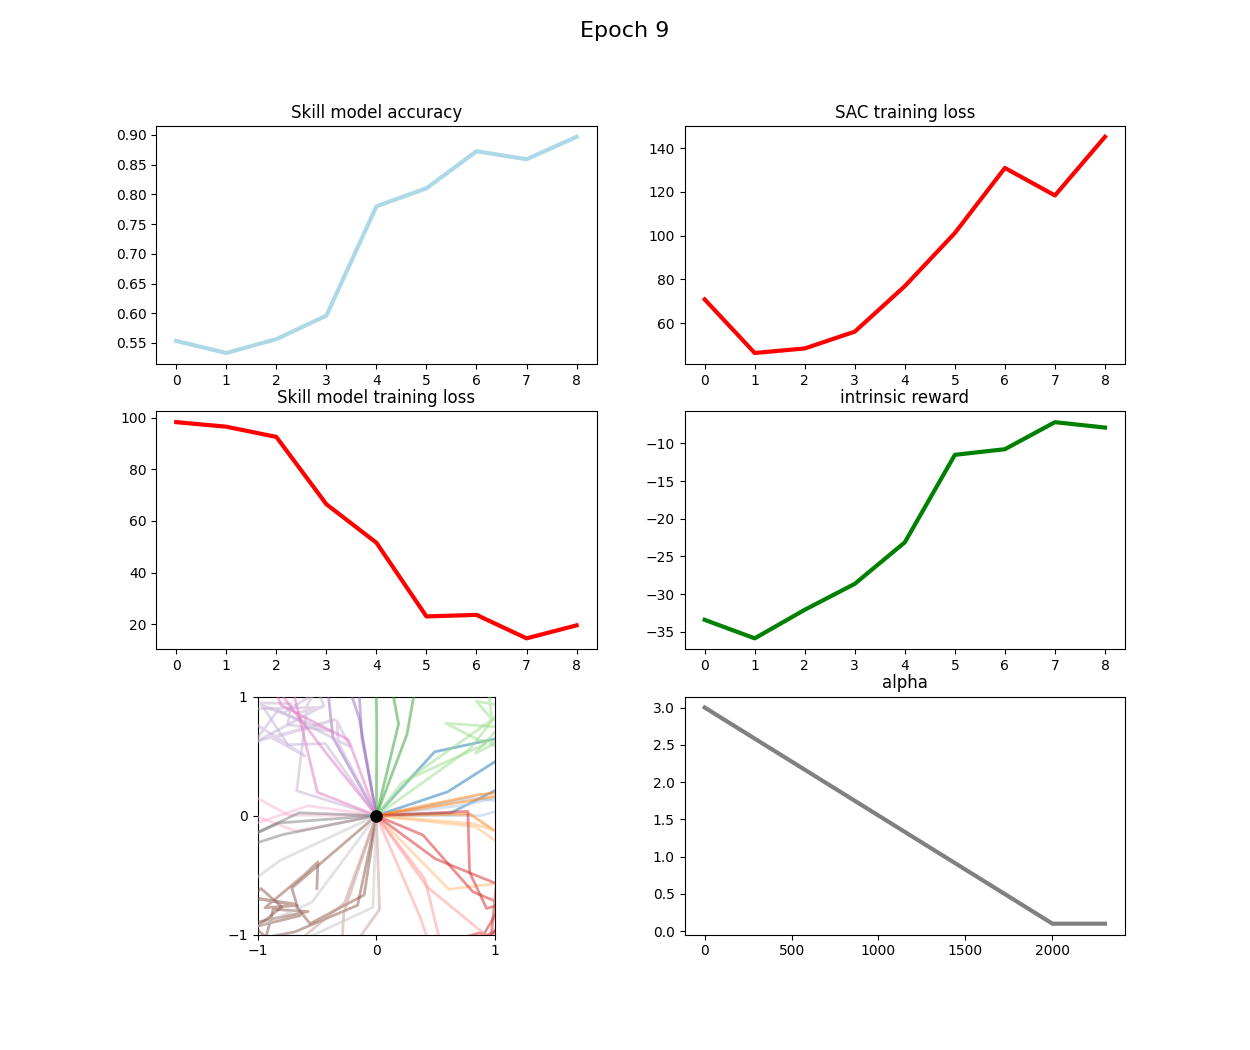 Epoch 9
Skill model accuracy
0.90
0.85
0.80
0.75
0.70
0.65
0.60
0.55
0 1 2 3 4 5 6 7 8
SAC training loss
140
120
100
80
60
0 1 2 3 4 5 6 7 8
Skill model training loss
100
80
60
40
20
0 1 2 3 4 5 6 7 8
intrinsic reward
−10
−15
−20
−25
−30
−35
0 1 2 3 4 5 6 7 8
1
0
−1
−1 0 1
alpha
3.0
2.5
2.0
1.5
1.0
0.5
0.0
0 500 1000 1500 2000